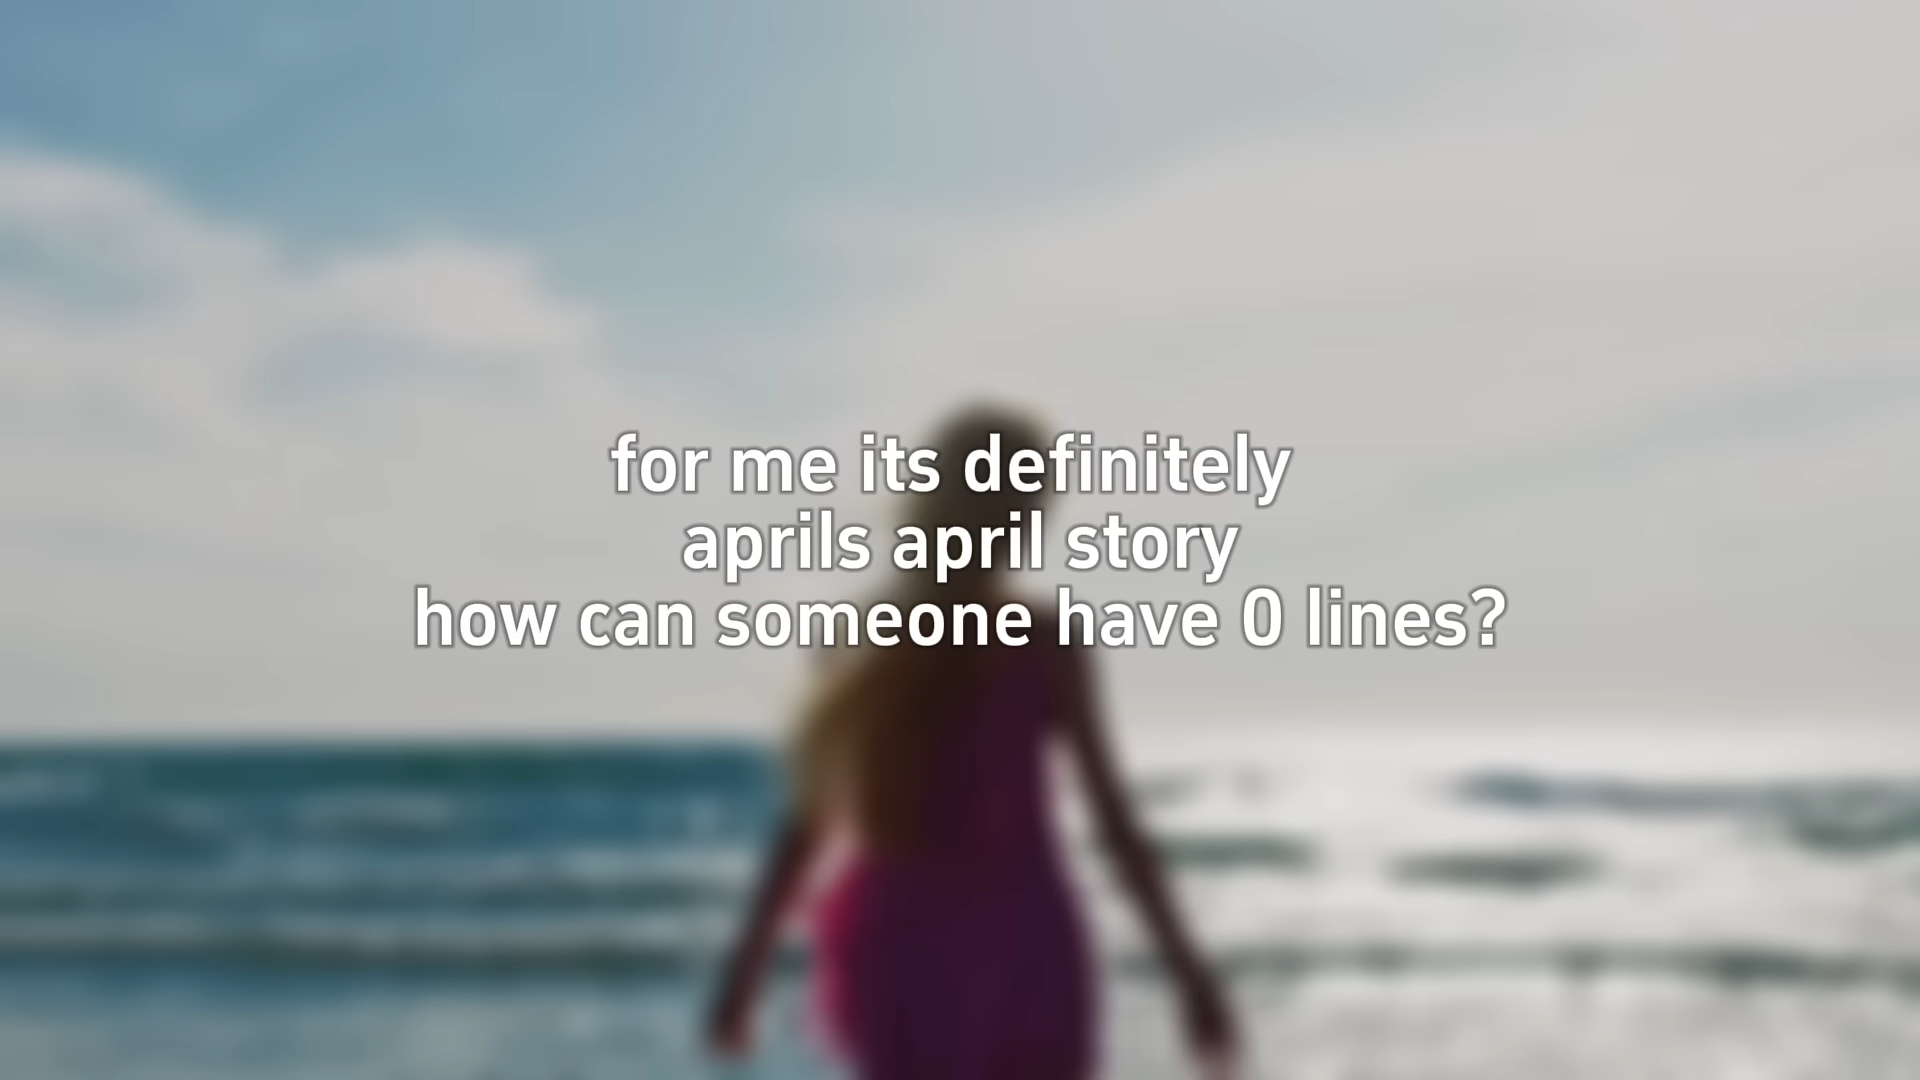 for me its definitely
aprils april story
how can someone have 0 lines?